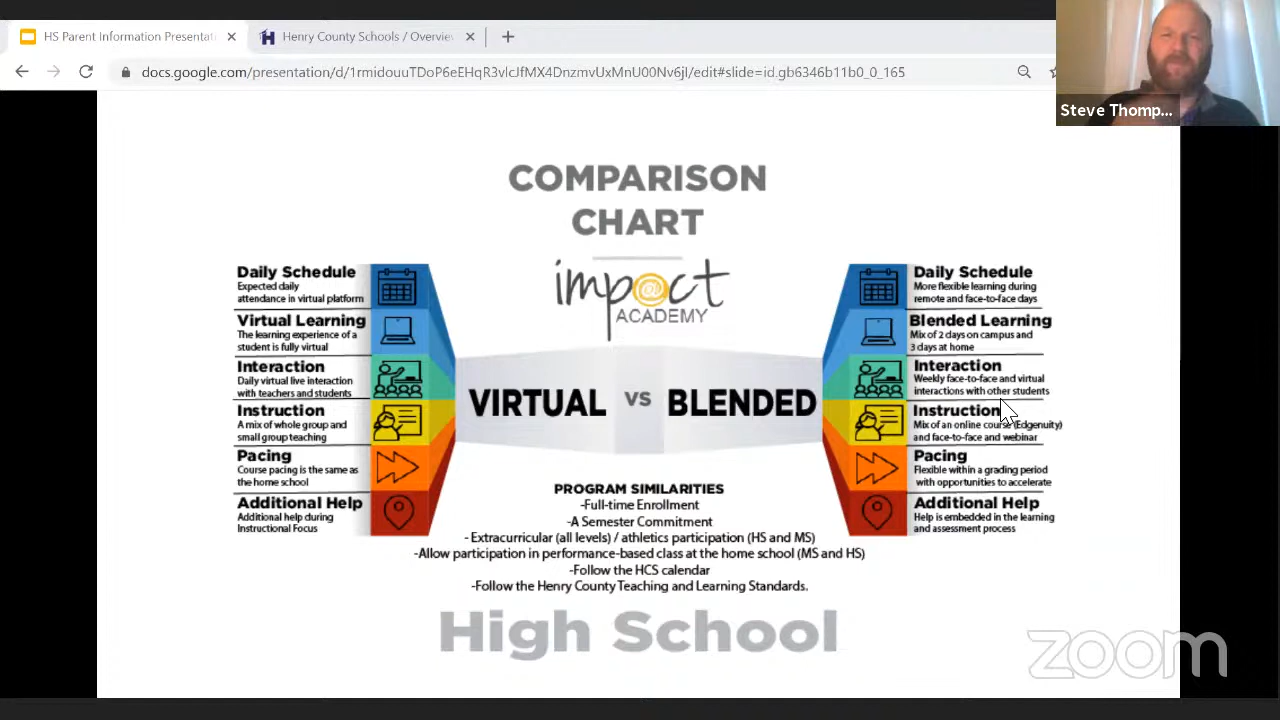 HS Parent Information Presentat
Henry County Schools / Overvie
docs.google.com/presentation/d/1rmidouuTDoP6eEHqR3vlcJfMX4DnzmvUxMnU00Nv6jI/edit#slide=id.gb6346b11b0_0_165
Steve Thomp...
COMPARISON
CHART
imp@ct
ACADEMY
VIRTUAL vs BLENDED
Daily Schedule
Expected daily
attendance in virtual platform
Virtual Learning
The learning experience of a
student is fully virtual
Interaction
Daily virtual live interaction
with teachers and students
Instruction
A mix of whole group and
small group teaching
Pacing
Course pacing is the same as
the home school
Additional Help
Additional help during
Instructional Focus
Daily Schedule
More flexible learning during
remote and face-to-face days
Blended Learning
Mix of 2 days on campus and
3 days at home
Interaction
Weekly face-to-face and virtual
interactions with other students
Instruction
Mix of an online course (Edgenuity)
and face-to-face and webinar
Pacing
Flexible within a grading period
with opportunities to accelerate
Additional Help
Help is embedded in the learning
and assessment process
PROGRAM SIMILARITIES
-Full-time Enrollment
-A Semester Commitment
- Extracurricular (all levels) / athletics participation (HS and MS)
-Allow participation in performance-based class at the home school (MS and HS)
-Follow the HCS calendar
-Follow the Henry County Teaching and Learning Standards.
High School
zoom